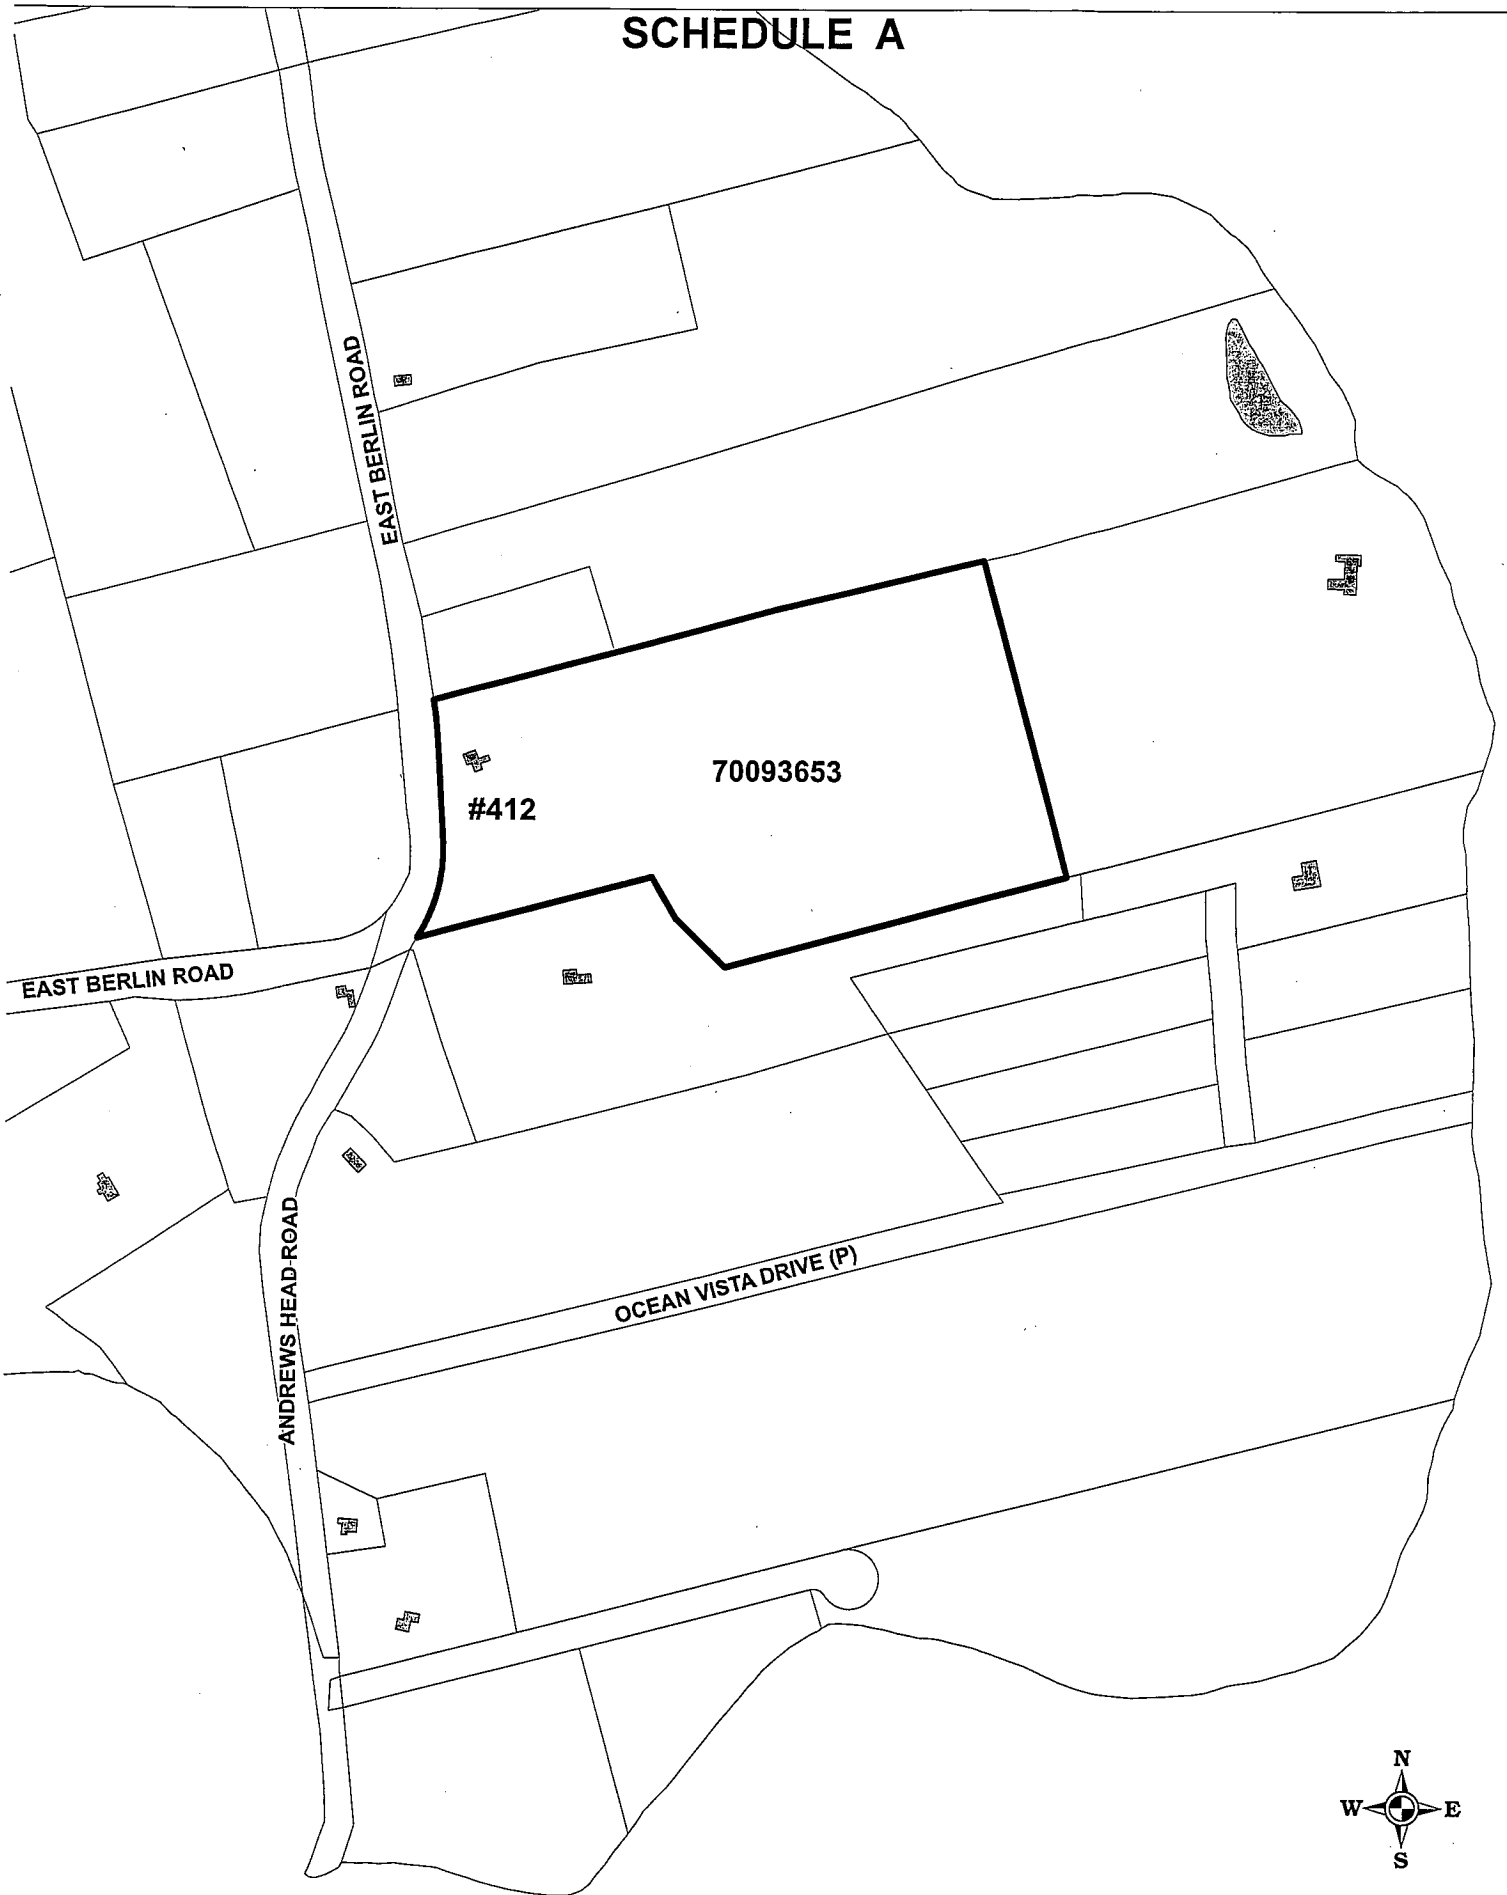 SCHEDULE A
EAST BERLIN ROAD
70093653
#412
EAST BERLIN ROAD
ANDREWS HEAD ROAD
OCEAN VISTA DRIVE (P)
N
W E
S